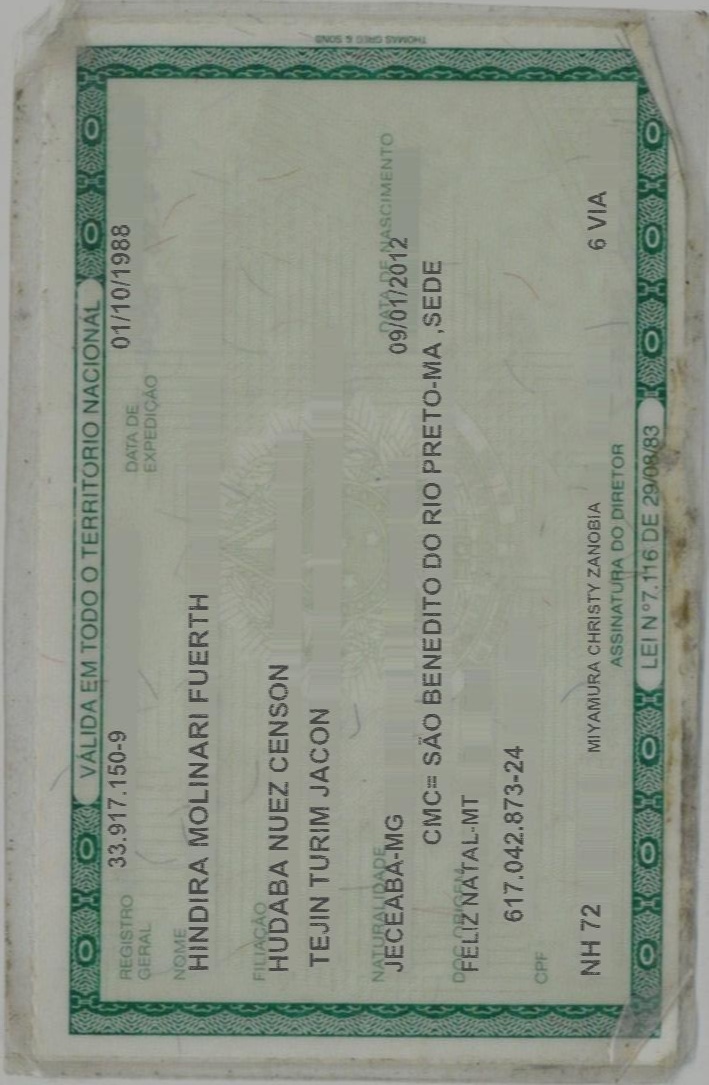 THOMAS GREG & SONS
VÁLIDA EM TODO O TERRITÓRIO NACIONAL
REGISTRO GERAL 33.917.150-9 DATA DE EXPEDIÇÃO 01/10/1988
NOME
HINDIRA MOLINARI FUERTH
FILIAÇÃO
HUDABA NUEZ CENSON
TEJIN TURIM JACON
NATURALIDADE DATA DE NASCIMENTO
JECEABA-MG 09/01/2012
CMC= SÃO BENEDITO DO RIO PRETO-MA ,SEDE
DOC ORIGEM
FELIZ NATAL-MT
CPF 617.042.873-24
NH 72 MIYAMURA CHRISTY ZANOBIA 6 VIA
ASSINATURA DO DIRETOR
LEI Nº 7.116 DE 29/08/83